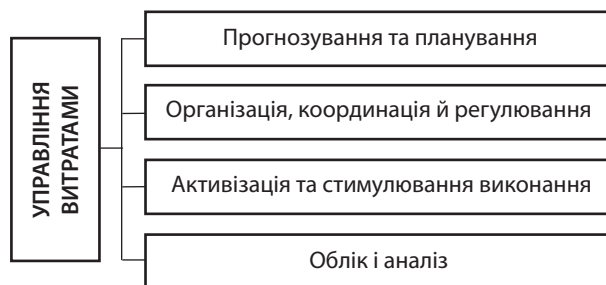 УПРАВЛІННЯ
ВИТРАТАМИ
Прогнозування та планування
Організація, координація й регулювання
Активізація та стимулювання виконання
Облік і аналіз